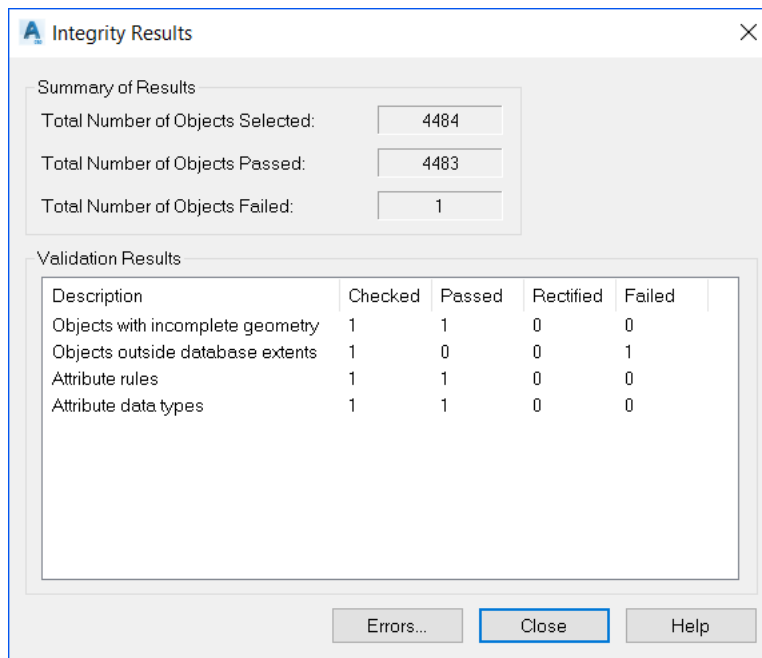 Integrity Results
Summary of Results
Total Number of Objects Selected: 4484
Total Number of Objects Passed: 4483
Total Number of Objects Failed: 1
Validation Results
Description Checked Passed Rectified Failed
Objects with incomplete geometry 1 1 0 0
Objects outside database extents 1 0 0 1
Attribute rules 1 1 0 0
Attribute data types 1 1 0 0
Errors... Close Help